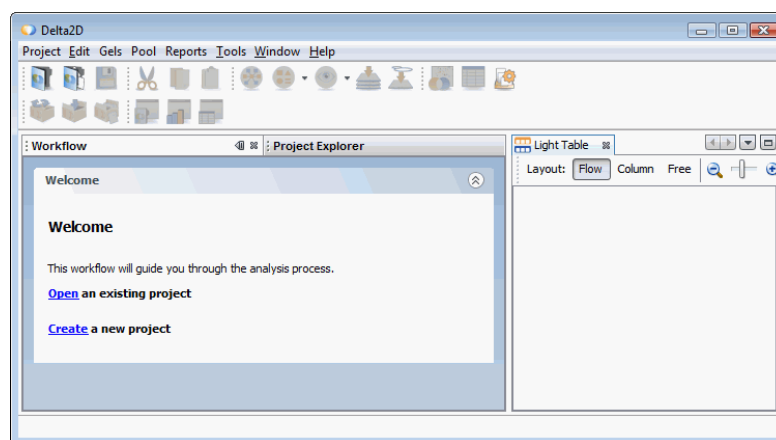 Delta2D
Project Edit Gels Pool Reports Tools Window Help
Workflow Project Explorer Light Table
Welcome
Layout: Flow Column Free
Welcome
This workflow will guide you through the analysis process.
Open an existing project
Create a new project